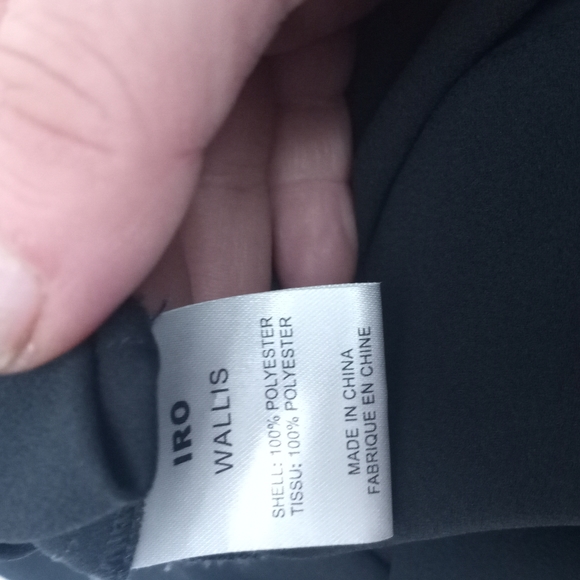 IRO
WALLIS
SHELL: 100% POLYESTER
TISSU: 100% POLYESTER
MADE IN CHINA
FABRIQUE EN CHINE